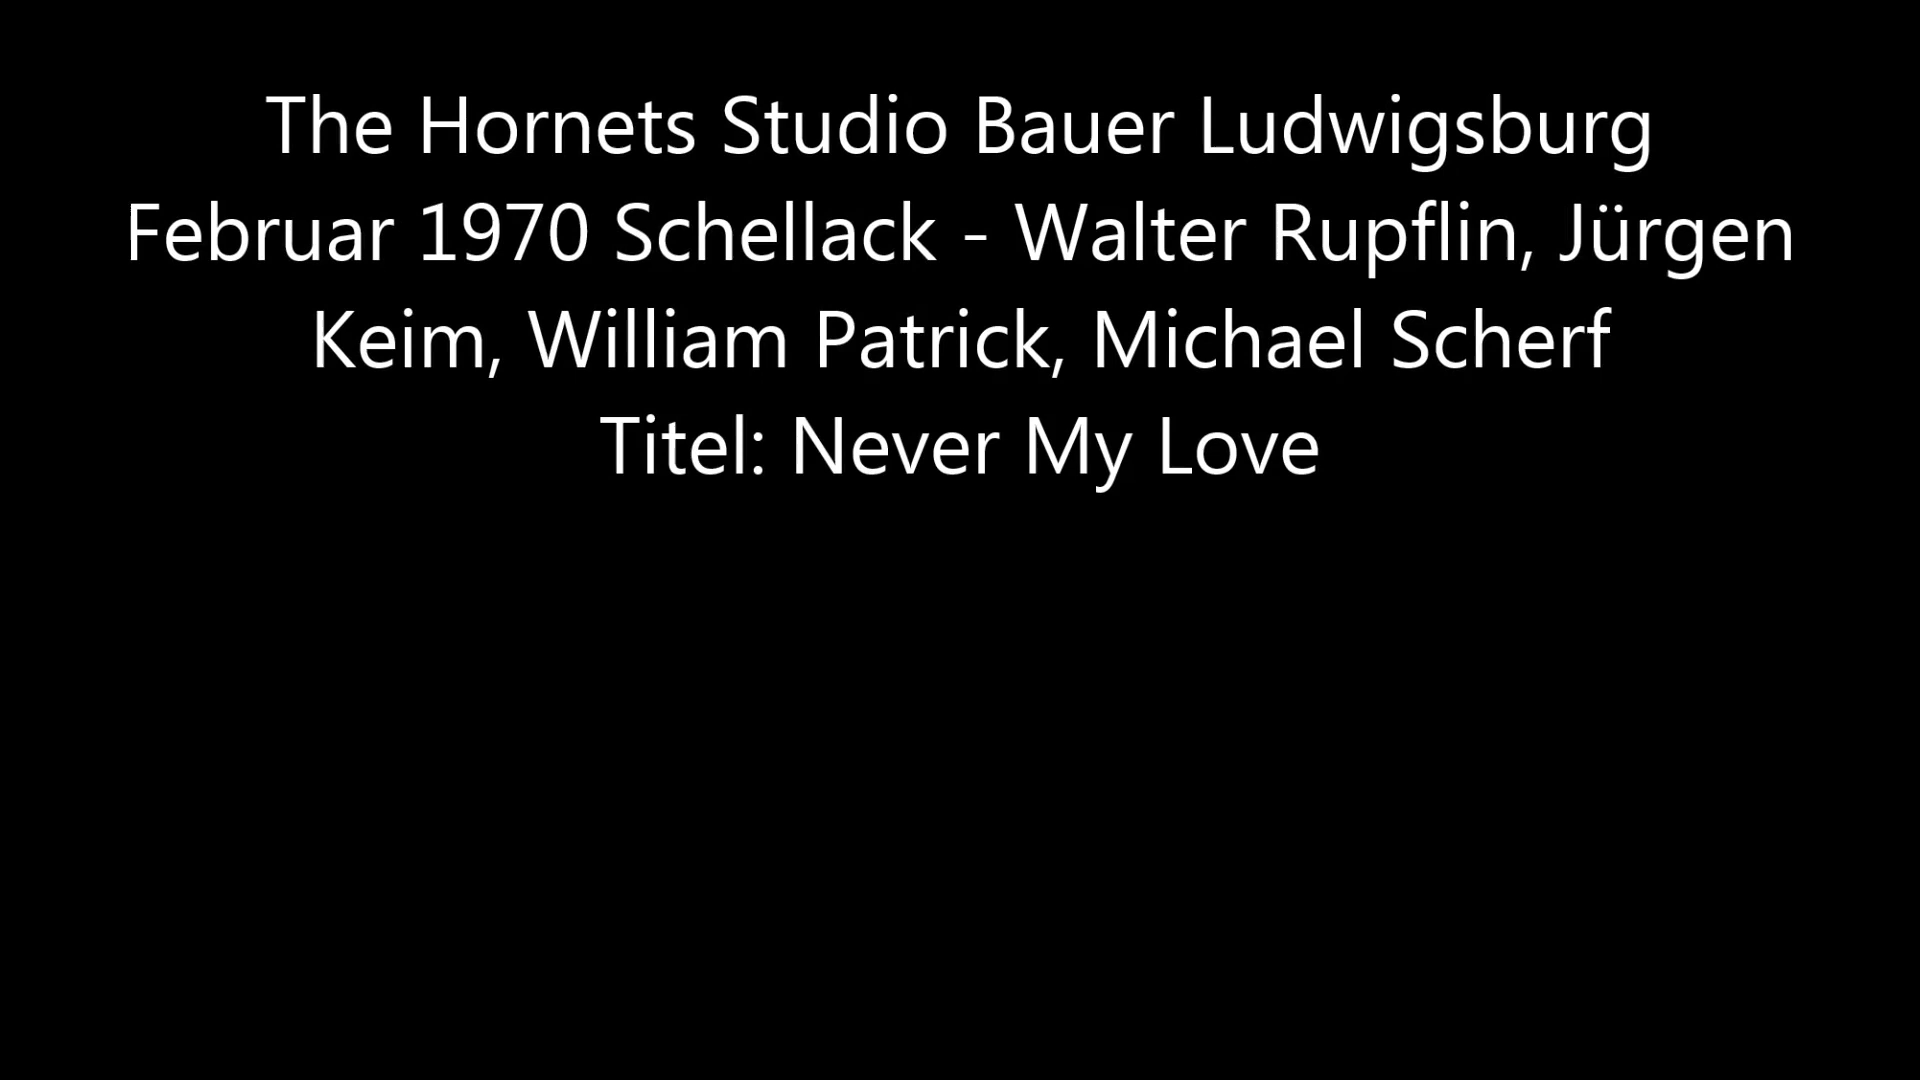 The Hornets Studio Bauer Ludwigsburg
Februar 1970 Schellack - Walter Rupflin, Jürgen
Keim, William Patrick, Michael Scherf
Titel: Never My Love